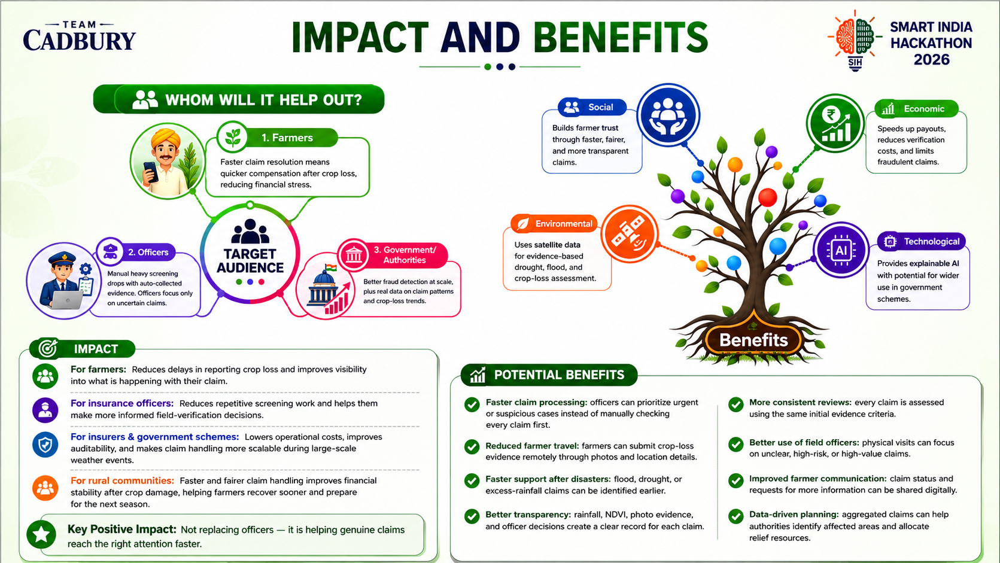 TEAM
CADBURY
IMPACT AND BENEFITS
SIH
SMART INDIA
HACKATHON
2026
WHOM WILL IT HELP OUT?
1. Farmers
Faster claim resolution means
quicker compensation after crop loss,
reducing financial stress.
TARGET
AUDIENCE
2. Officers
Manual heavy screening
drops with auto-collected
evidence. Officers focus only
on uncertain claims.
3. Government/
Authorities
Better fraud detection at scale,
plus real data on claim patterns
and crop-loss trends.
Social
Builds farmer trust
through faster, fairer,
and more transparent
claims.
₹
Economic
Speeds up payouts,
reduces verification
costs, and limits
fraudulent claims.
Environmental
Uses satellite data
for evidence-based
drought, flood, and
crop-loss assessment.
AI
Technological
Provides explainable AI
with potential for wider
use in government
schemes.
Benefits
IMPACT
For farmers: Reduces delays in reporting crop loss and improves visibility
into what is happening with their claim.
For insurance officers: Reduces repetitive screening work and helps them
make more informed field-verification decisions.
For insurers & government schemes: Lowers operational costs, improves
auditability, and makes claim handling more scalable during large-scale
weather events.
For rural communities: Faster and fairer claim handling improves financial
stability after crop damage, helping farmers recover sooner and prepare
for the next season.
Key Positive Impact: Not replacing officers — it is helping genuine claims
reach the right attention faster.
POTENTIAL BENEFITS
Faster claim processing: officers can prioritize urgent
or suspicious cases instead of manually checking
every claim first.
Reduced farmer travel: farmers can submit crop-loss
evidence remotely through photos and location details.
Faster support after disasters: flood, drought, or
excess-rainfall claims can be identified earlier.
Better transparency: rainfall, NDVI, photo evidence,
and officer decisions create a clear record for each claim.
More consistent reviews: every claim is assessed
using the same initial evidence criteria.
Better use of field officers: physical visits can focus
on unclear, high-risk, or high-value claims.
Improved farmer communication: claim status and
requests for more information can be shared digitally.
Data-driven planning: aggregated claims can help
authorities identify affected areas and allocate
relief resources.